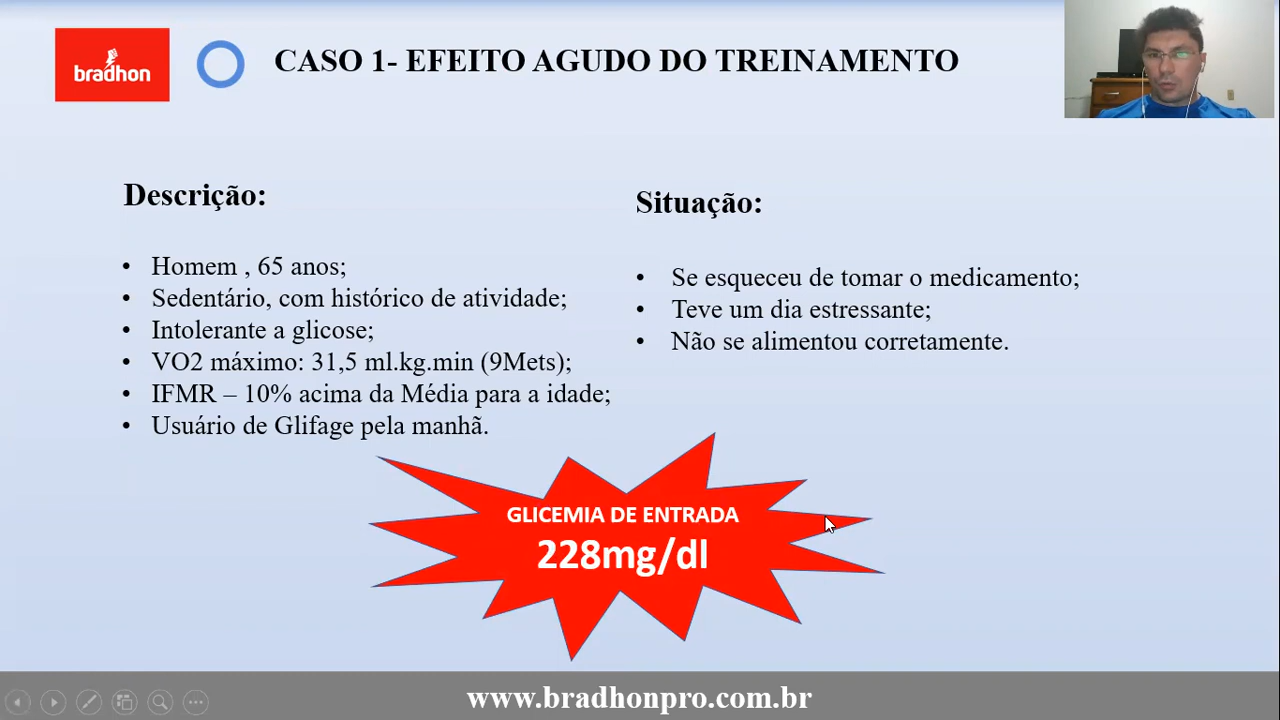 bradhon
CASO 1- EFEITO AGUDO DO TREINAMENTO
Descrição:
• Homem , 65 anos;
• Sedentário, com histórico de atividade;
• Intolerante a glicose;
• VO2 máximo: 31,5 ml.kg.min (9Mets);
• IFMR – 10% acima da Média para a idade;
• Usuário de Glifage pela manhã.
Situação:
• Se esqueceu de tomar o medicamento;
• Teve um dia estressante;
• Não se alimentou corretamente.
GLICEMIA DE ENTRADA
228mg/dl
www.bradhonpro.com.br